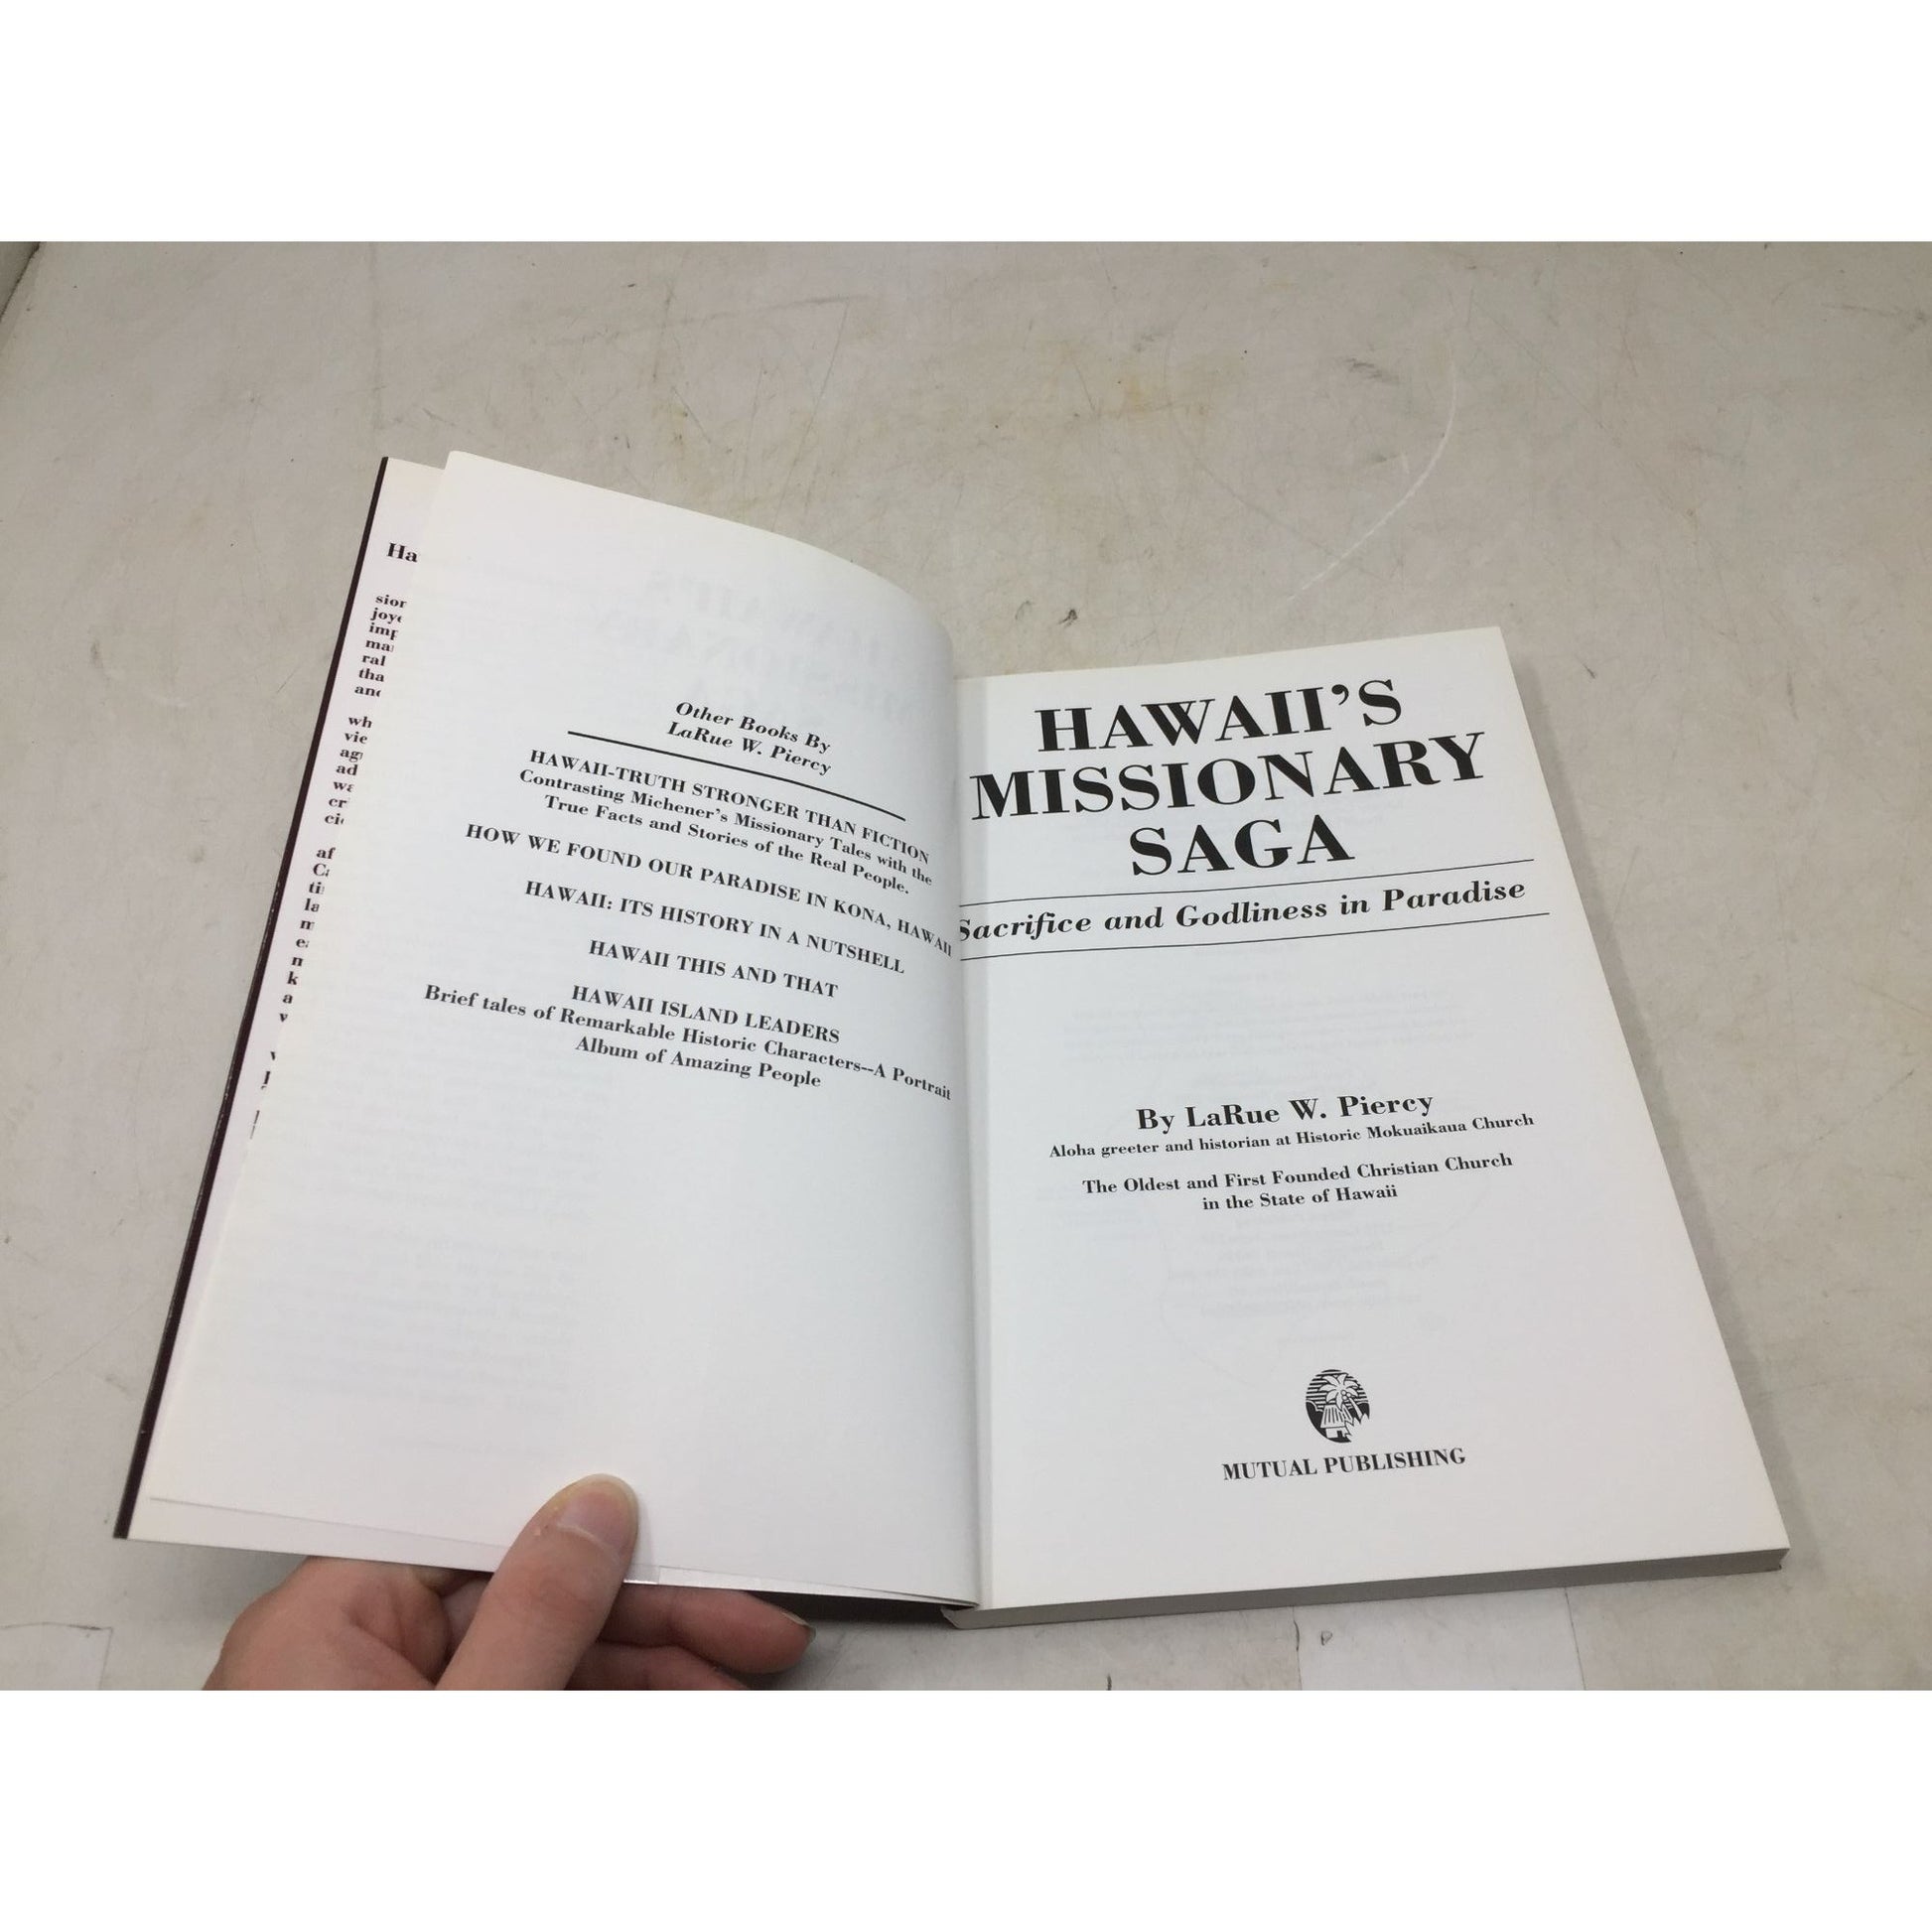 Ha
Other Books By
LaRue W. Piercy
HAWAII-TRUTH STRONGER THAN FICTION
Contrasting Michener's Missionary Tales with the
True Facts and Stories of the Real People.
HOW WE FOUND OUR PARADISE IN KONA, HAWAII
HAWAII: ITS HISTORY IN A NUTSHELL
HAWAII THIS AND THAT
HAWAII ISLAND LEADERS
Brief tales of Remarkable Historic Characters--A Portrait
Album of Amazing People
HAWAII'S
MISSIONARY
SAGA
Sacrifice and Godliness in Paradise
By LaRue W. Piercy
Aloha greeter and historian at Historic Mokuaikaua Church
The Oldest and First Founded Christian Church
in the State of Hawaii
MUTUAL PUBLISHING